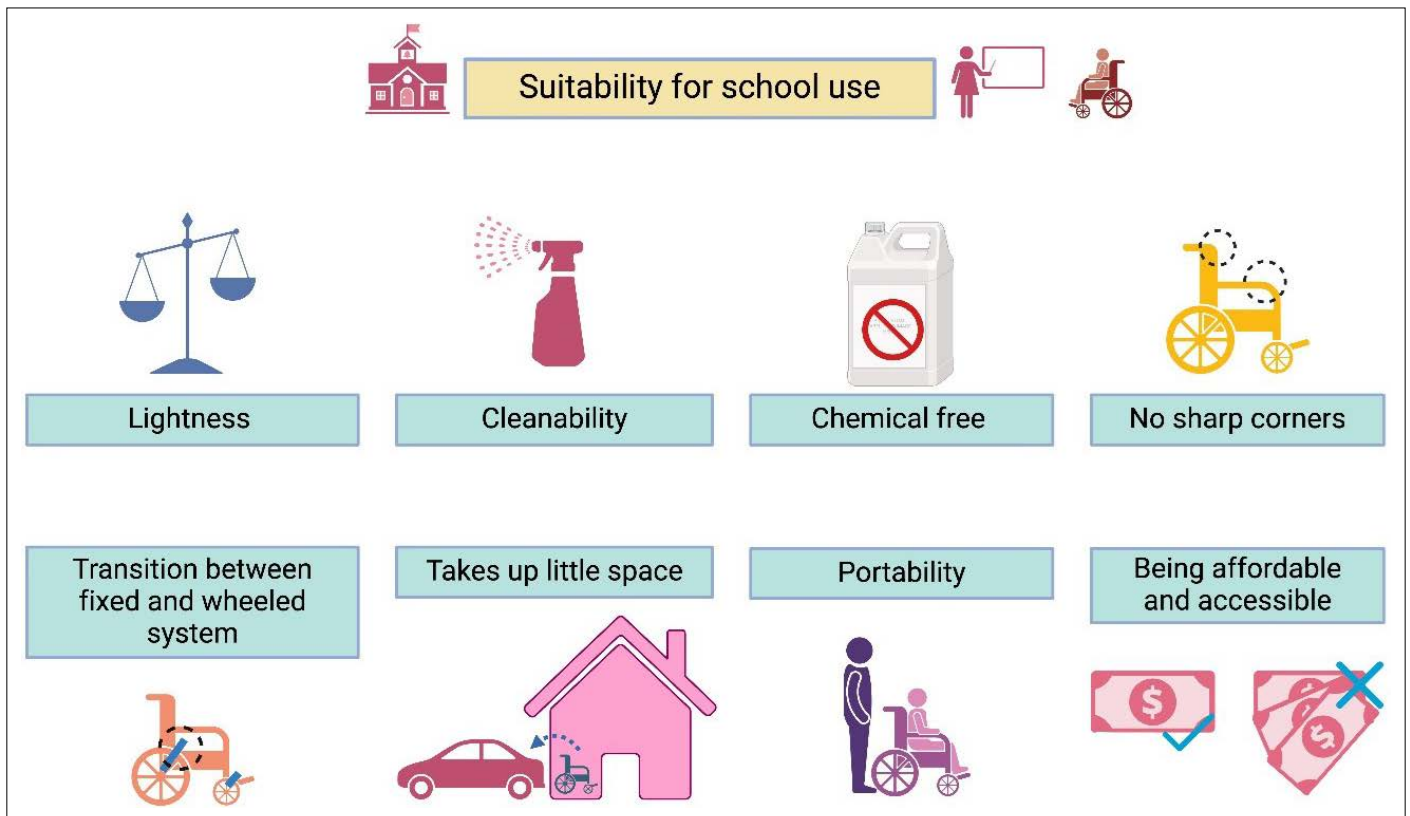 Suitability for school use
Lightness
Cleanability
Chemical free
No sharp corners
Transition between
fixed and wheeled
system
Takes up little space
Portability
Being affordable
and accessible